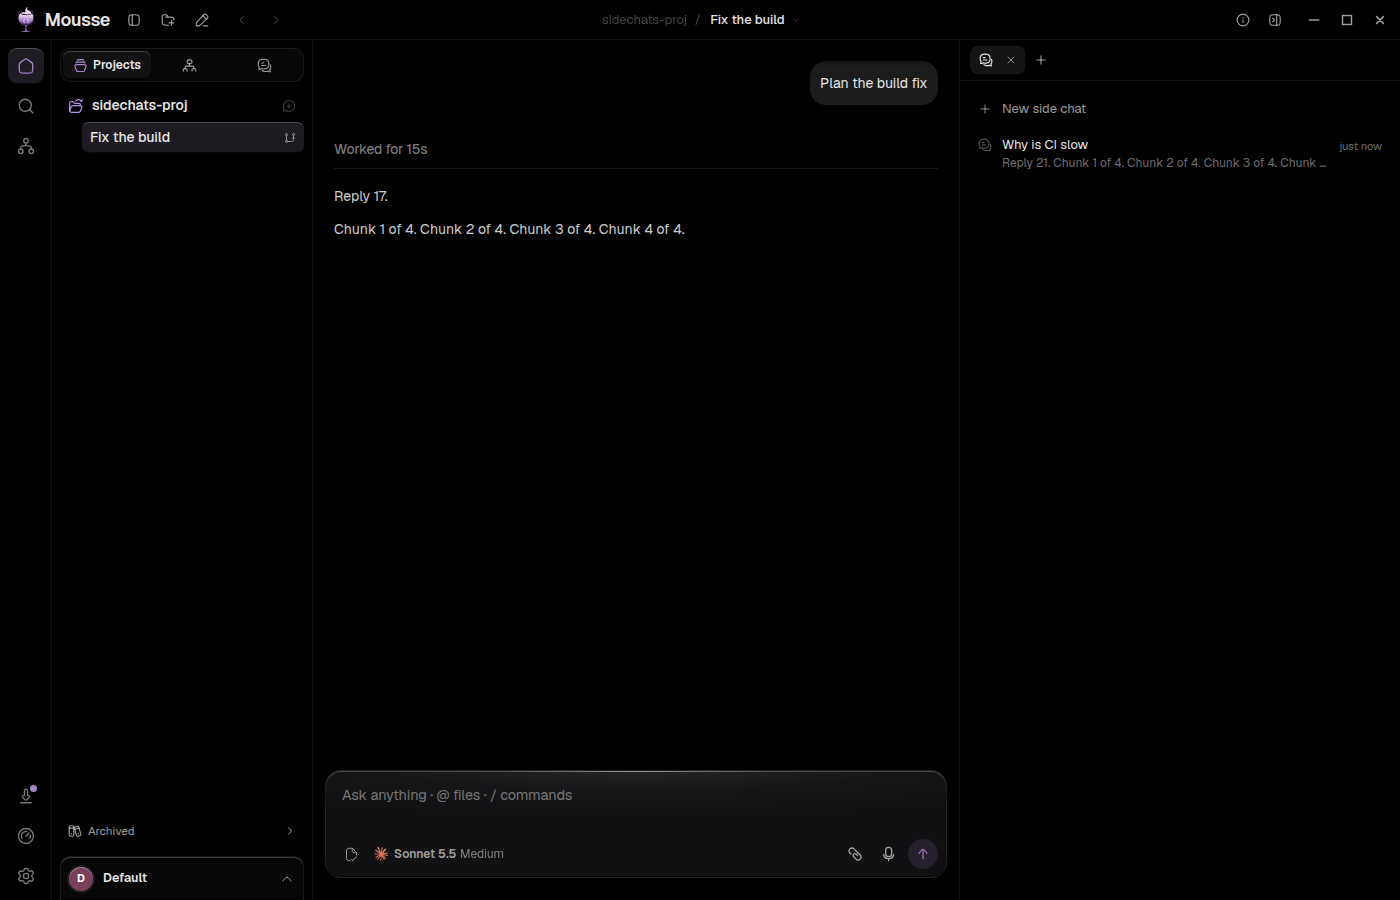 Mousse
sidechats-proj / Fix the build
Projects
sidechats-proj
Fix the build
Archived
D Default
Plan the build fix
Worked for 15s
Reply 17.
Chunk 1 of 4. Chunk 2 of 4. Chunk 3 of 4. Chunk 4 of 4.
Ask anything · @ files · / commands
Sonnet 5.5 Medium
New side chat
Why is CI slow just now
Reply 21. Chunk 1 of 4. Chunk 2 of 4. Chunk 3 of 4. Chunk ...